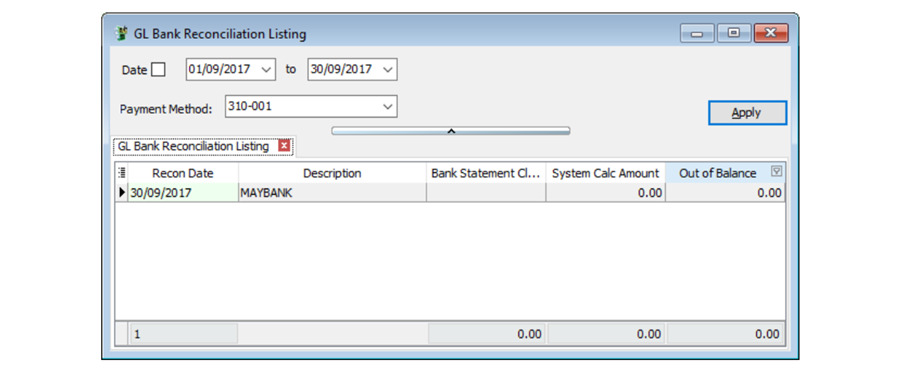 GL Bank Reconciliation Listing
Date 01/09/2017 to 30/09/2017
Payment Method: 310-001
Apply
GL Bank Reconciliation Listing
Recon Date Description Bank Statement Cl... System Calc Amount Out of Balance
30/09/2017 MAYBANK 0.00 0.00
1 0.00 0.00 0.00